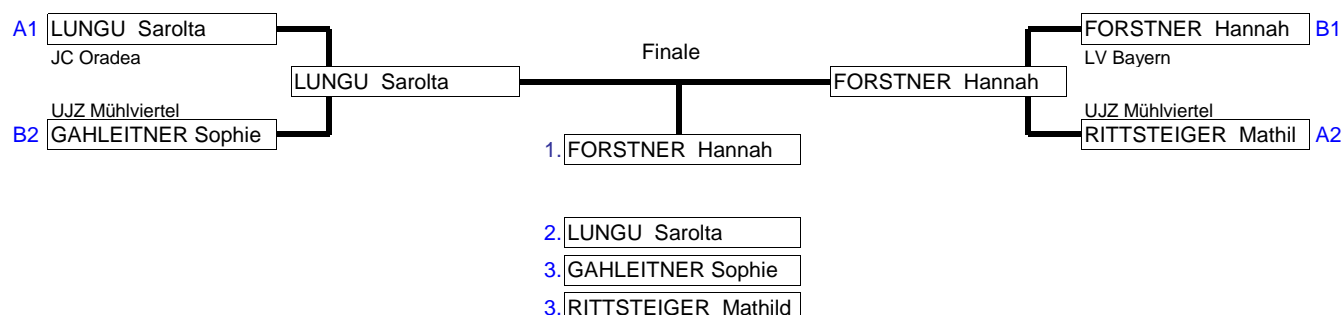 A1 LUNGU Sarolta
JC Oradea
LUNGU Sarolta
UJZ Mühlviertel
B2 GAHLEITNER Sophie
Finale
FORSTNER Hannah B1
LV Bayern
FORSTNER Hannah
UJZ Mühlviertel
RITTSTEIGER Mathil A2
1. FORSTNER Hannah
2. LUNGU Sarolta
3. GAHLEITNER Sophie
3. RITTSTEIGER Mathild